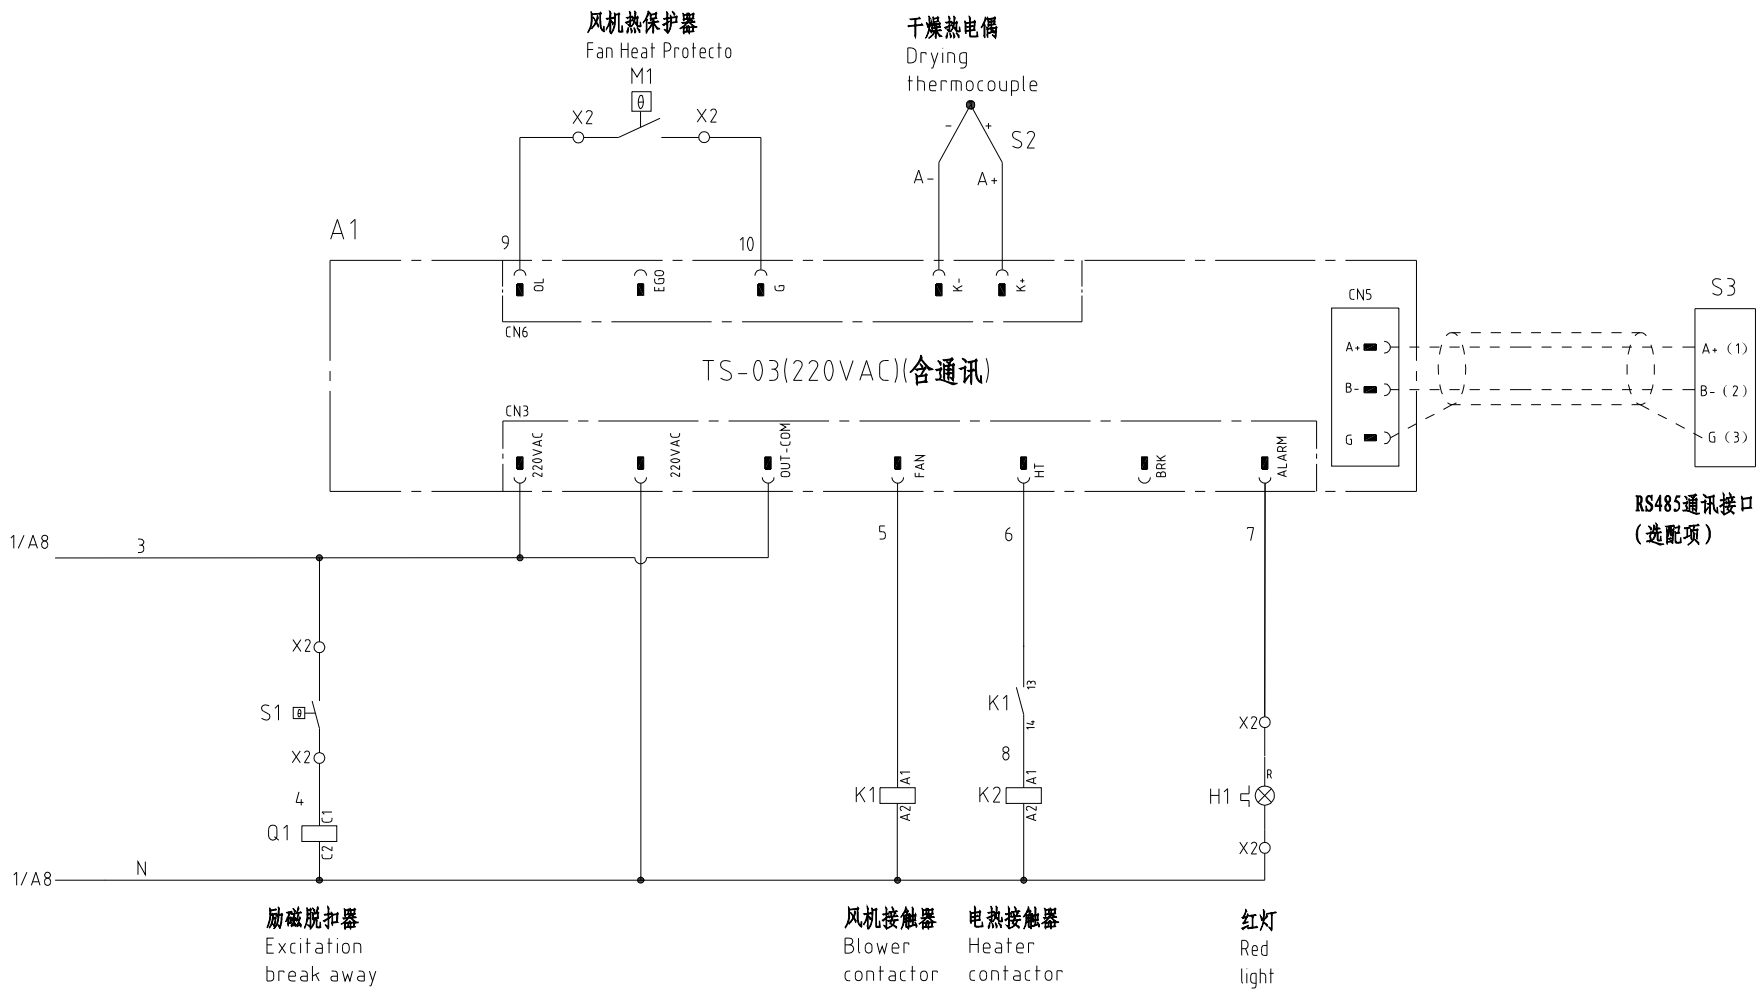 风机热保护器
Fan Heat Protecto
M1
θ
X2
X2
干燥热电偶
Drying
thermocouple
-
+
S2
A-
A+
A1
9
10
OL
EGO
G
K-
K+
CN6
TS-03(220VAC)(含通讯)
CN5
A+
B-
G
S3
A+ (1)
B- (2)
G (3)
RS485通讯接口
(选配项)
CN3
220VAC
220VAC
OUT-COM
FAN
HT
BRK
ALARM
1/A8
3
5
6
7
X2
S1
θ
X2
4
Q1
C1
C2
K1
13
14
8
K1
A1
A2
K2
A1
A2
X2
R
H1
X2
1/A8
N
励磁脱扣器
Excitation
break away
风机接触器
Blower
contactor
电热接触器
Heater
contactor
红灯
Red
light